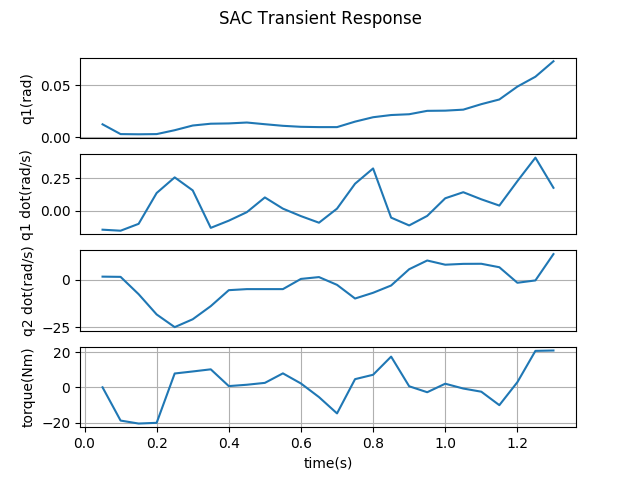 SAC Transient Response
q1(rad)
0.05
0.00
q1 dot(rad/s)
0.25
0.00
q2 dot(rad/s)
0
−25
torque(Nm)
20
0
−20
0.0 0.2 0.4 0.6 0.8 1.0 1.2
time(s)